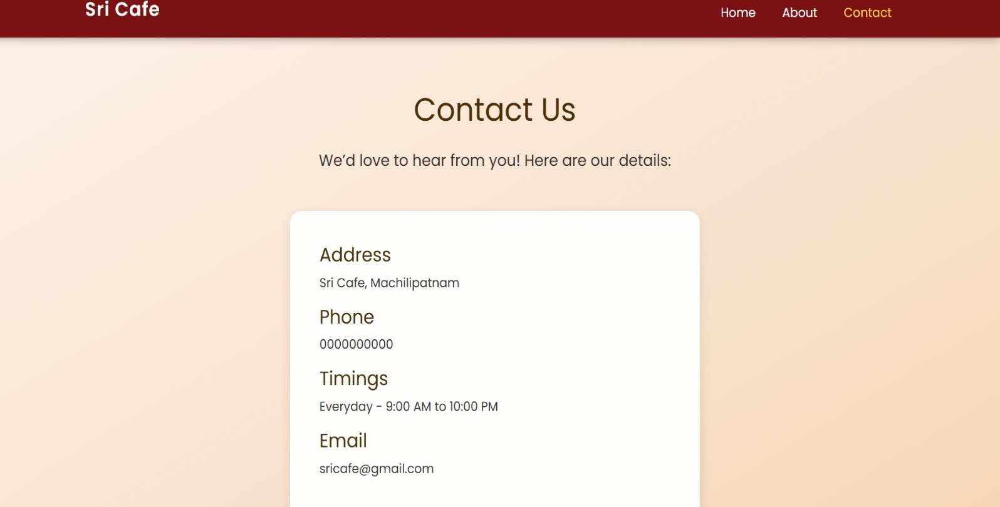 Sri Cafe
Home About Contact
Contact Us
We’d love to hear from you! Here are our details:
Address
Sri Cafe, Machilipatnam
Phone
0000000000
Timings
Everyday - 9:00 AM to 10:00 PM
Email
sricafe@gmail.com